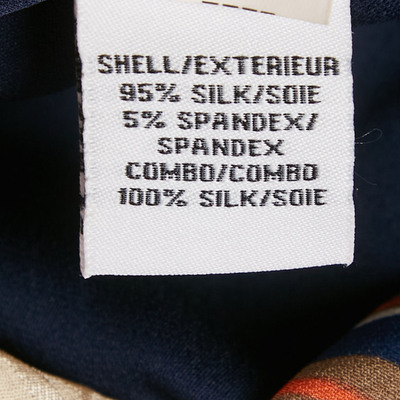 SHELL/EXTERIEUR
95% SILK/SOIE
5% SPANDEX/
SPANDEX
COMBO/COMBO
100% SILK/SOIE